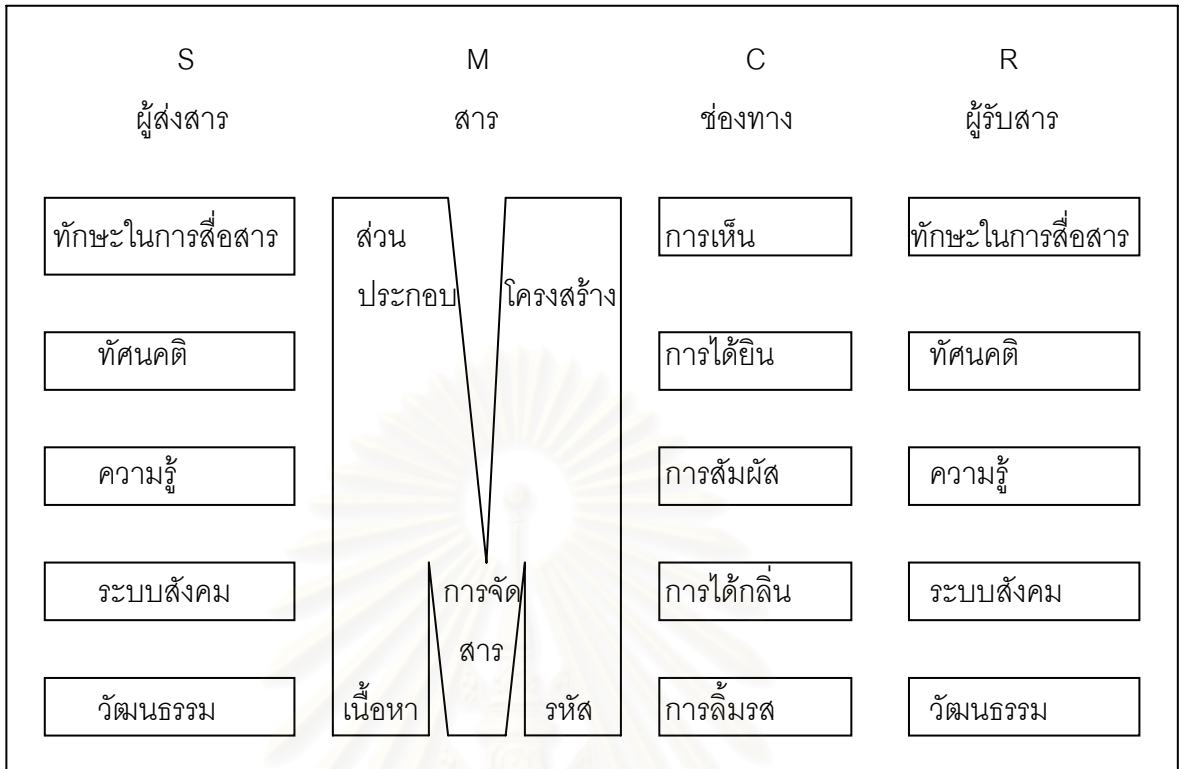 S M C R
ผู้ส่งสาร สาร ช่องทาง ผู้รับสาร
ทักษะในการสื่อสาร ส่วน การเห็น ทักษะในการสื่อสาร
ประกอบ โครงสร้าง
ทัศนคติ การได้ยิน ทัศนคติ
ความรู้ การสัมผัส ความรู้
ระบบสังคม การจัด การได้กลิ่น ระบบสังคม
สาร
วัฒนธรรม เนื้อหา รหัส การลิ้มรส วัฒนธรรม